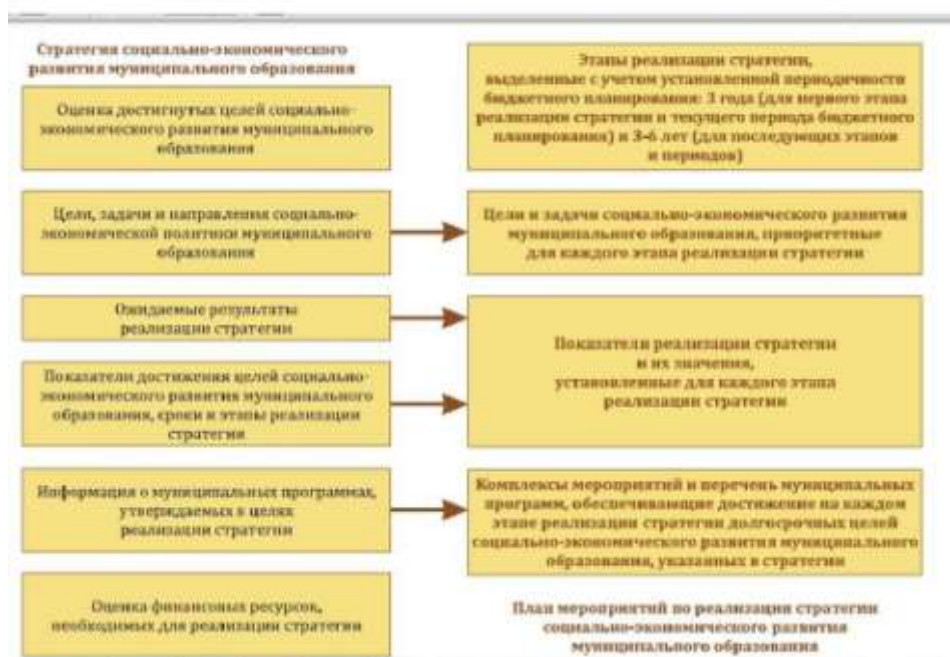 Стратегия социально-экономического
развития муниципального образования
Оценка достигнутых целей социально-
экономического развития муниципального
образования
Цели, задачи и направления социально-
экономической политики муниципального
образования
Ожидаемые результаты
реализации стратегии
Показатели достижения целей социально-
экономического развития муниципального
образования, сроки и этапы реализации
стратегии
Информация о муниципальных программах,
утверждаемых в целях
реализации стратегии
Оценка финансовых ресурсов,
необходимых для реализации стратегии
Этапы реализации стратегии,
выделенные с учетом установленной периодичности
бюджетного планирования: 3 года (для первого этапа
реализации стратегии и текущего периода бюджетного
планирования) и 3-6 лет (для последующих этапов
и периодов)
Цели и задачи социально-экономического развития
муниципального образования, приоритетные
для каждого этапа реализации стратегии
Показатели реализации стратегии
и их значения,
установленные для каждого этапа
реализации стратегии
Комплексы мероприятий и перечень муниципальных
программ, обеспечивающие достижение на каждом
этапе реализации стратегии долгосрочных целей
социально-экономического развития муниципального
образования, указанных в стратегии
План мероприятий по реализации стратегии
социально-экономического развития
муниципального образования